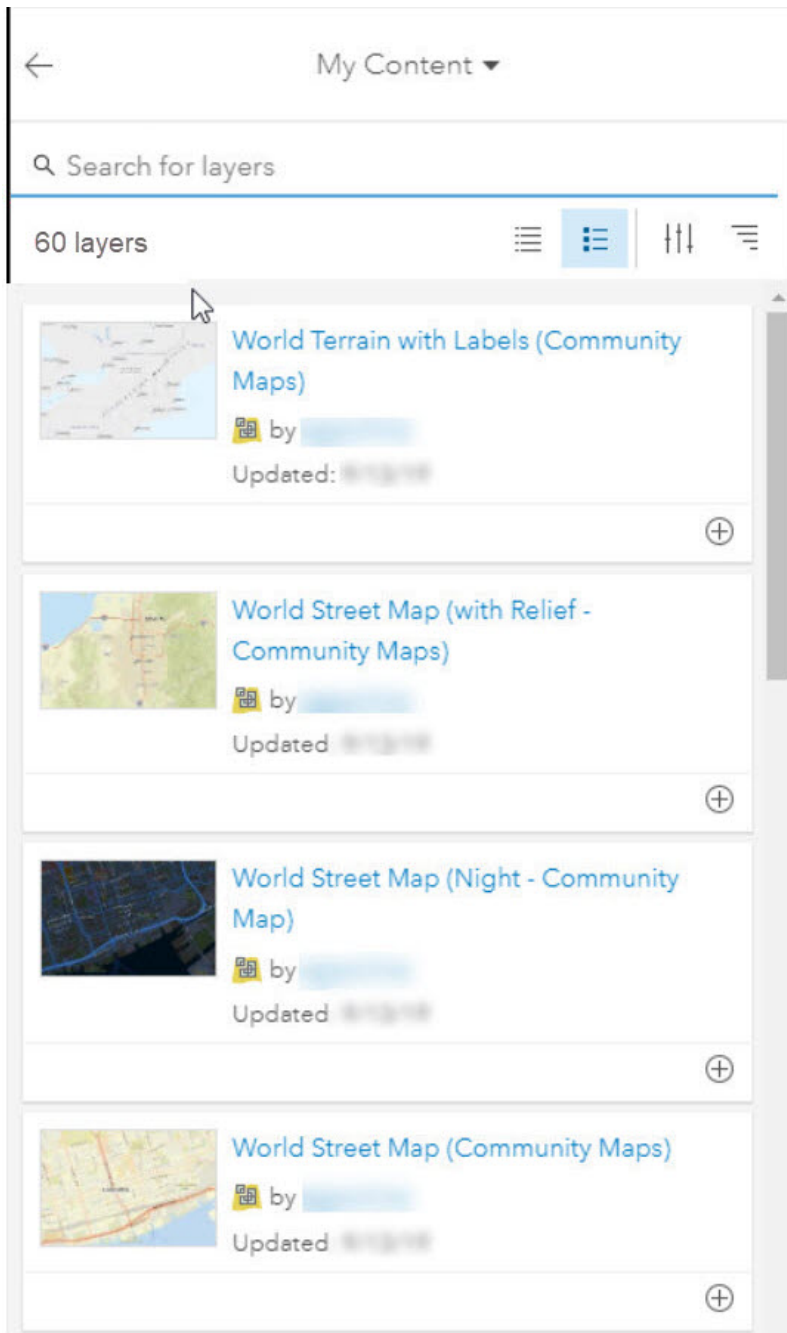 My Content
Search for layers
60 layers
World Terrain with Labels (Community
Maps)
by
Updated:
World Street Map (with Relief -
Community Maps)
by
Updated
World Street Map (Night - Community
Map)
by
Updated
World Street Map (Community Maps)
by
Updated